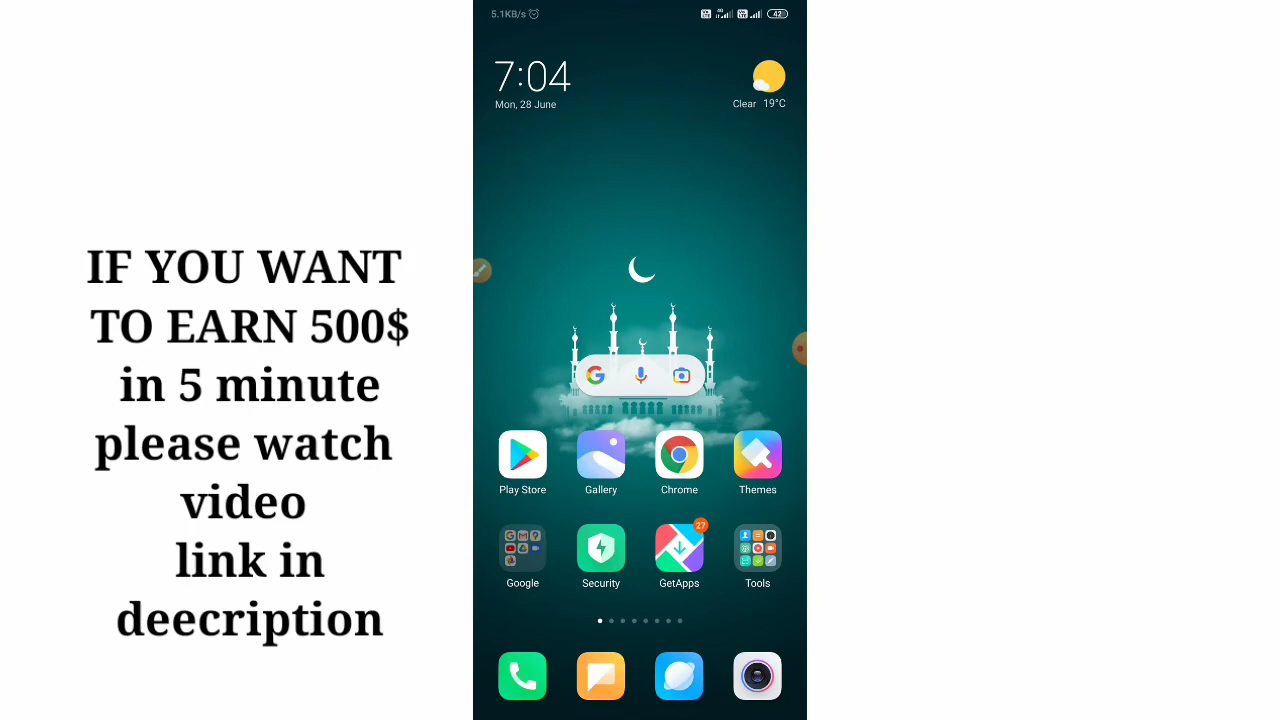 5.1KB/s
42
7:04
Mon, 28 June
Clear 19°C
IF YOU WANT
TO EARN 500$
in 5 minute
please watch
video
link in
deecription
Play Store
Gallery
Chrome
Themes
27
Google
Security
GetApps
Tools